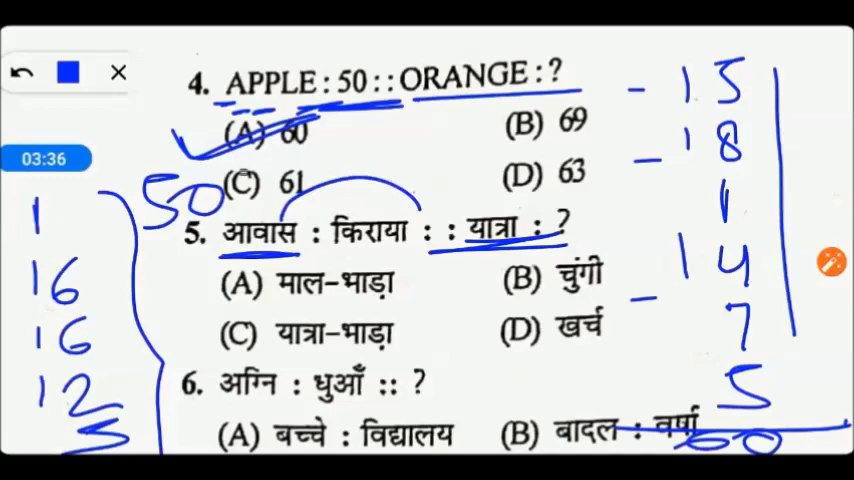 4. APPLE : 50 : : ORANGE : ?
(A) 60 (B) 69
(C) 61 (D) 63
5. आवास : किराया : : यात्रा : ?
(A) माल-भाड़ा (B) चुंगी
(C) यात्रा-भाड़ा (D) खर्च
6. अग्नि : धुआँ :: ?
(A) बच्चे : विद्यालय (B) बादल : वर्षा
03:36
1
16
16
12
5
50
- 15
- 18
1
14
- 7
5
60